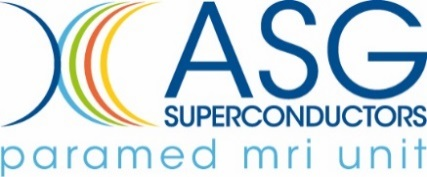 ASG
SUPERCONDUCTORS
paramed mri unit